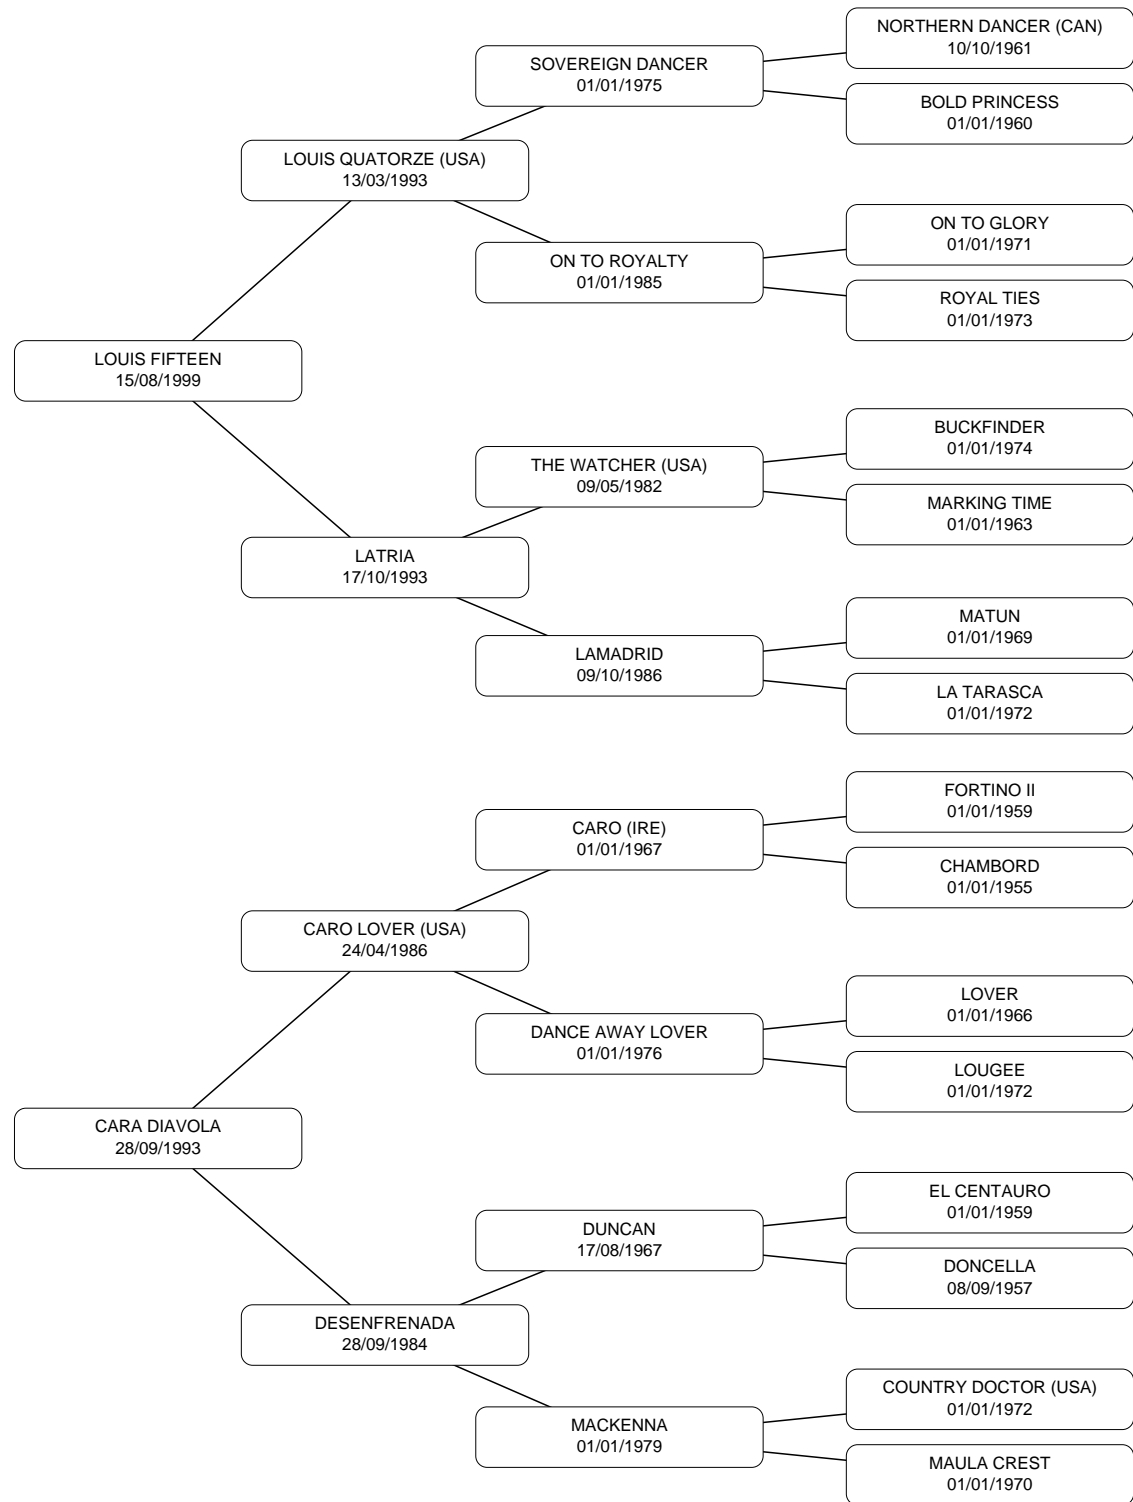 NORTHERN DANCER (CAN)
10/10/1961
SOVEREIGN DANCER
01/01/1975
BOLD PRINCESS
01/01/1960
LOUIS QUATORZE (USA)
13/03/1993
ON TO GLORY
01/01/1971
ON TO ROYALTY
01/01/1985
ROYAL TIES
01/01/1973
LOUIS FIFTEEN
15/08/1999
BUCKFINDER
01/01/1974
THE WATCHER (USA)
09/05/1982
MARKING TIME
01/01/1963
LATRIA
17/10/1993
MATUN
01/01/1969
LAMADRID
09/10/1986
LA TARASCA
01/01/1972
FORTINO II
01/01/1959
CARO (IRE)
01/01/1967
CHAMBORD
01/01/1955
CARO LOVER (USA)
24/04/1986
LOVER
01/01/1966
DANCE AWAY LOVER
01/01/1976
LOUGEE
01/01/1972
CARA DIAVOLA
28/09/1993
EL CENTAURO
01/01/1959
DUNCAN
17/08/1967
DONCELLA
08/09/1957
DESENFRENADA
28/09/1984
COUNTRY DOCTOR (USA)
01/01/1972
MACKENNA
01/01/1979
MAULA CREST
01/01/1970